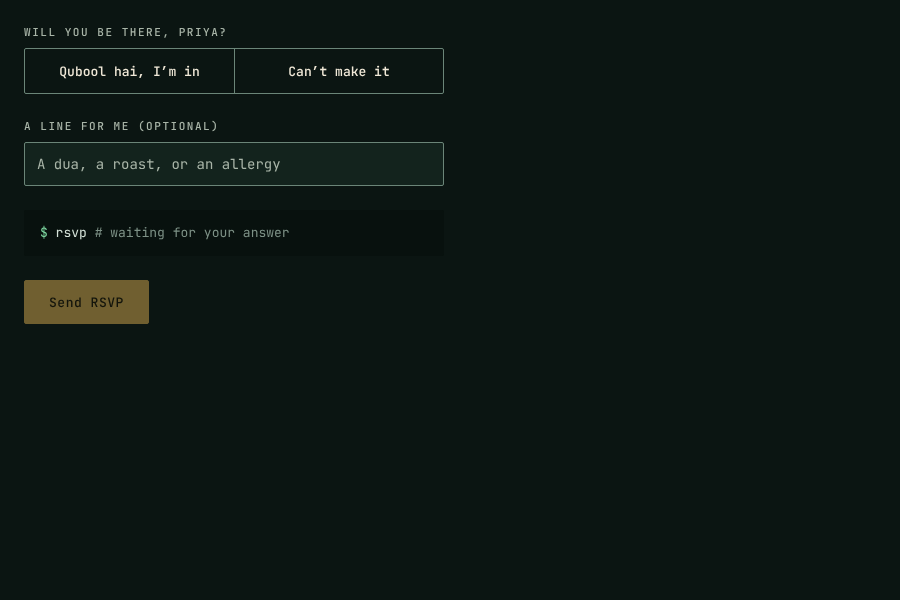 WILL YOU BE THERE, PRIYA?
Qubool hai, I’m in
Can’t make it
A LINE FOR ME (OPTIONAL)
A dua, a roast, or an allergy
$ rsvp # waiting for your answer
Send RSVP